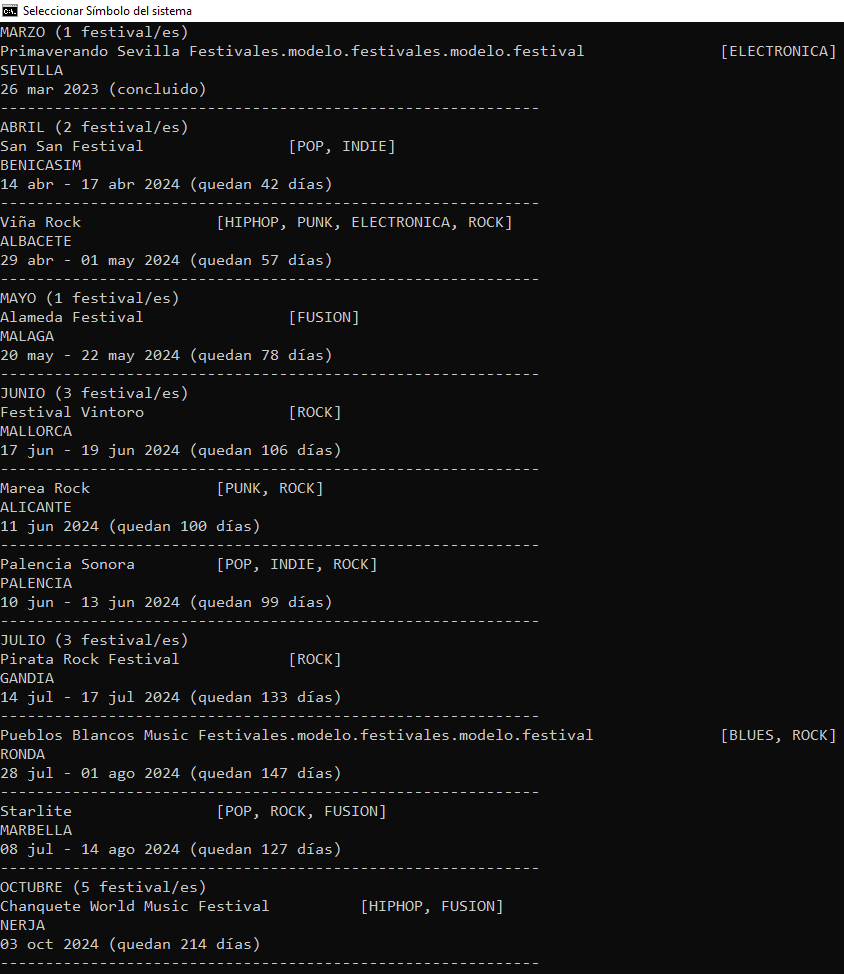 Seleccionar Símbolo del sistema
MARZO (1 festival/es)
Primaverando Sevilla Festivales.modelo.festivales.modelo.festival [ELECTRONICA]
SEVILLA
26 mar 2023 (concluido)
------------------------------------------------------------
ABRIL (2 festival/es)
San San Festival [POP, INDIE]
BENICASIM
14 abr - 17 abr 2024 (quedan 42 días)
------------------------------------------------------------
Viña Rock [HIPHOP, PUNK, ELECTRONICA, ROCK]
ALBACETE
29 abr - 01 may 2024 (quedan 57 días)
------------------------------------------------------------
MAYO (1 festival/es)
Alameda Festival [FUSION]
MALAGA
20 may - 22 may 2024 (quedan 78 días)
------------------------------------------------------------
JUNIO (3 festival/es)
Festival Vintoro [ROCK]
MALLORCA
17 jun - 19 jun 2024 (quedan 106 días)
------------------------------------------------------------
Marea Rock [PUNK, ROCK]
ALICANTE
11 jun 2024 (quedan 100 días)
------------------------------------------------------------
Palencia Sonora [POP, INDIE, ROCK]
PALENCIA
10 jun - 13 jun 2024 (quedan 99 días)
------------------------------------------------------------
JULIO (3 festival/es)
Pirata Rock Festival [ROCK]
GANDIA
14 jul - 17 jul 2024 (quedan 133 días)
------------------------------------------------------------
Pueblos Blancos Music Festivales.modelo.festivales.modelo.festival [BLUES, ROCK]
RONDA
28 jul - 01 ago 2024 (quedan 147 días)
------------------------------------------------------------
Starlite [POP, ROCK, FUSION]
MARBELLA
08 jul - 14 ago 2024 (quedan 127 días)
------------------------------------------------------------
OCTUBRE (5 festival/es)
Chanquete World Music Festival [HIPHOP, FUSION]
NERJA
03 oct 2024 (quedan 214 días)
------------------------------------------------------------